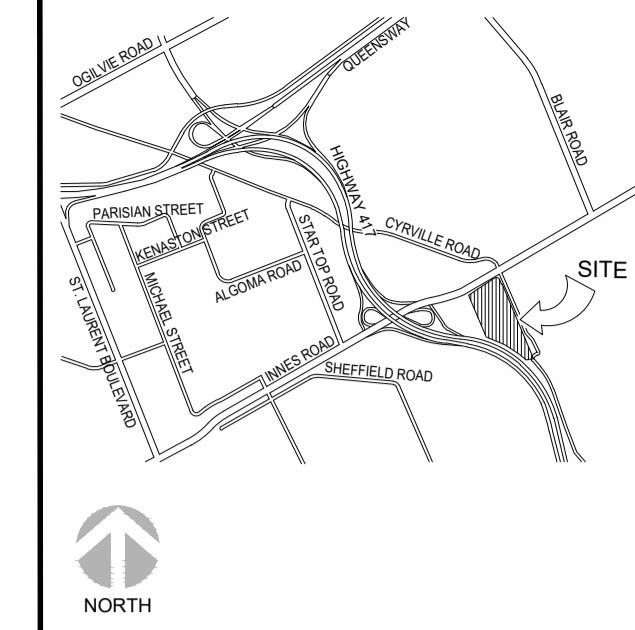 OGILVIE ROAD
QUEENSWAY
BLAIR ROAD
HIGHWAY 417
PARISIAN STREET
KENASTON STREET
STAR TOP ROAD
CYRVILLE ROAD
SITE
ALGOMA ROAD
MICHAEL STREET
ST. LAURENT BOULEVARD
INNES ROAD
SHEFFIELD ROAD
NORTH